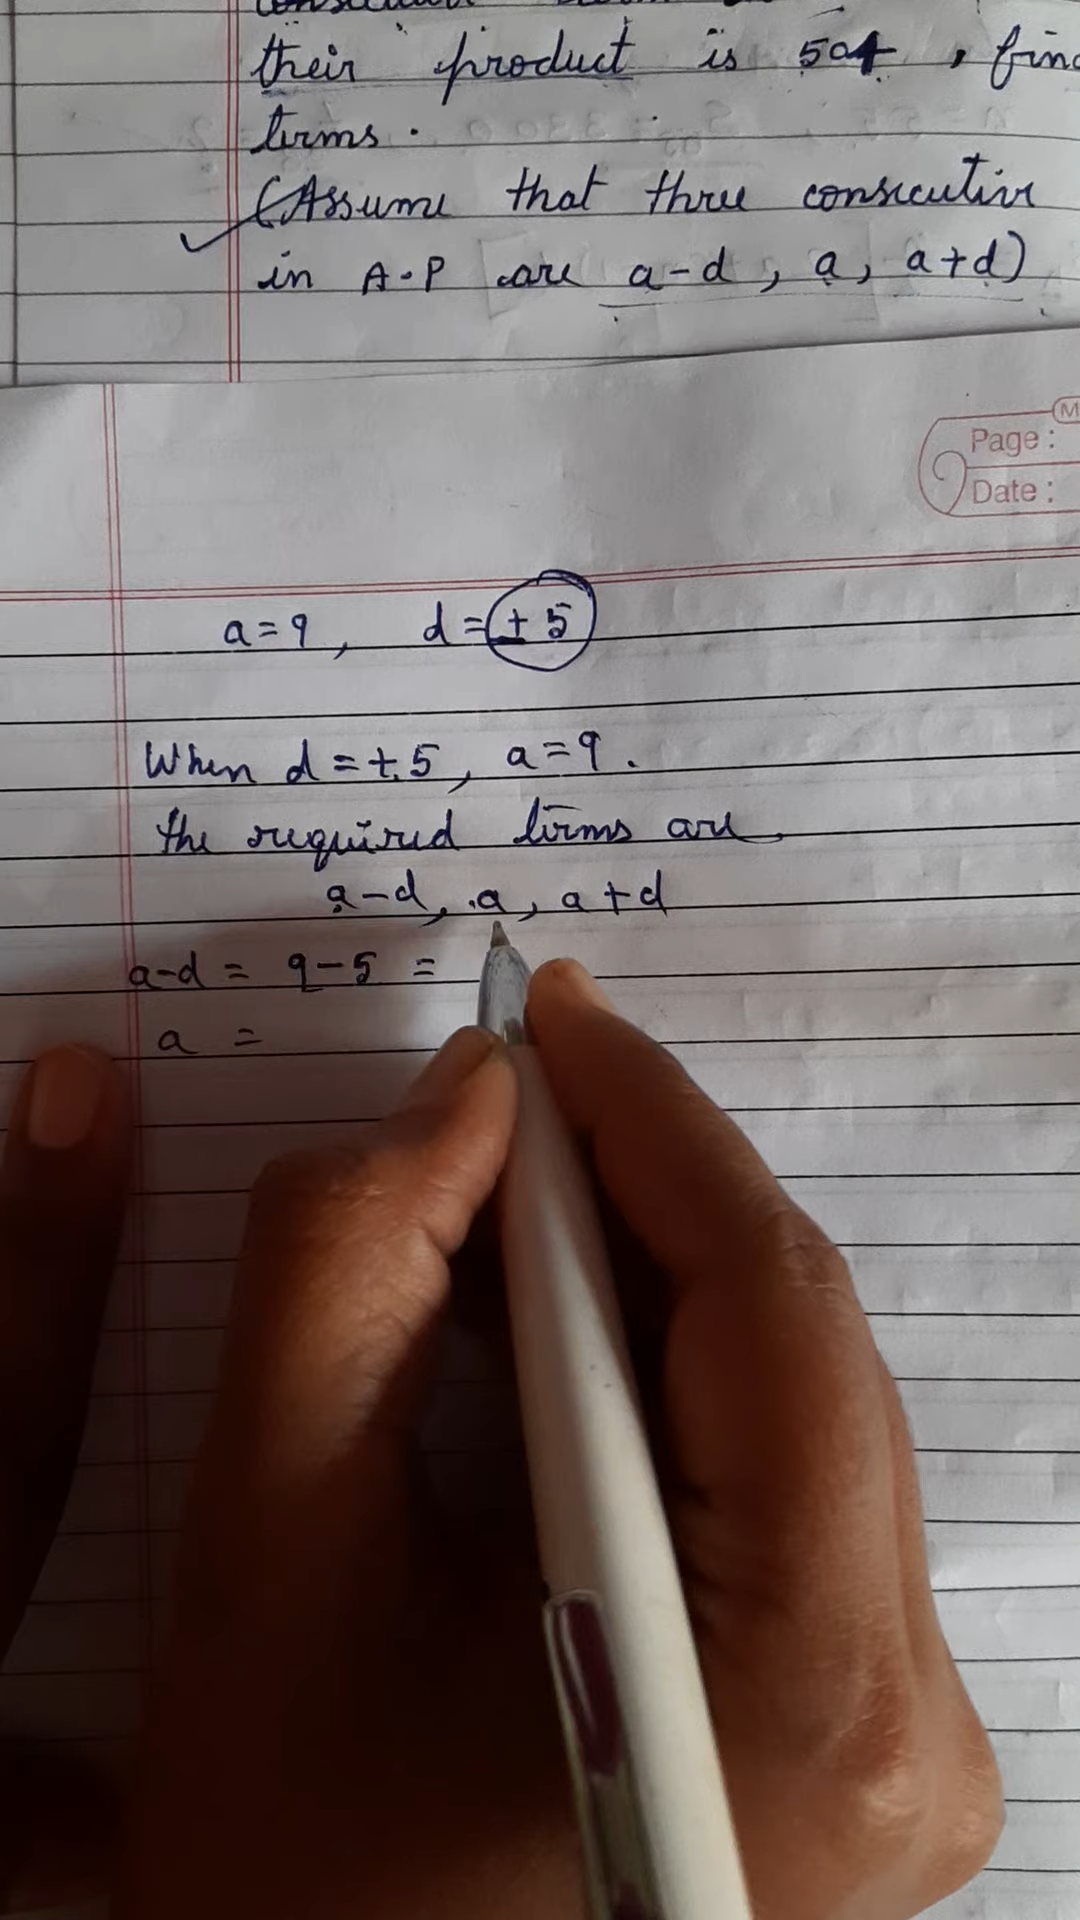 their product is 504, find
terms.
(Assume that three consecutive
in A.P are a-d, a, a+d)
Page :
Date :
a=9, d=±5
When d=+5, a=9.
the required terms are
a-d, a, a+d
a-d = 9-5 =
a =